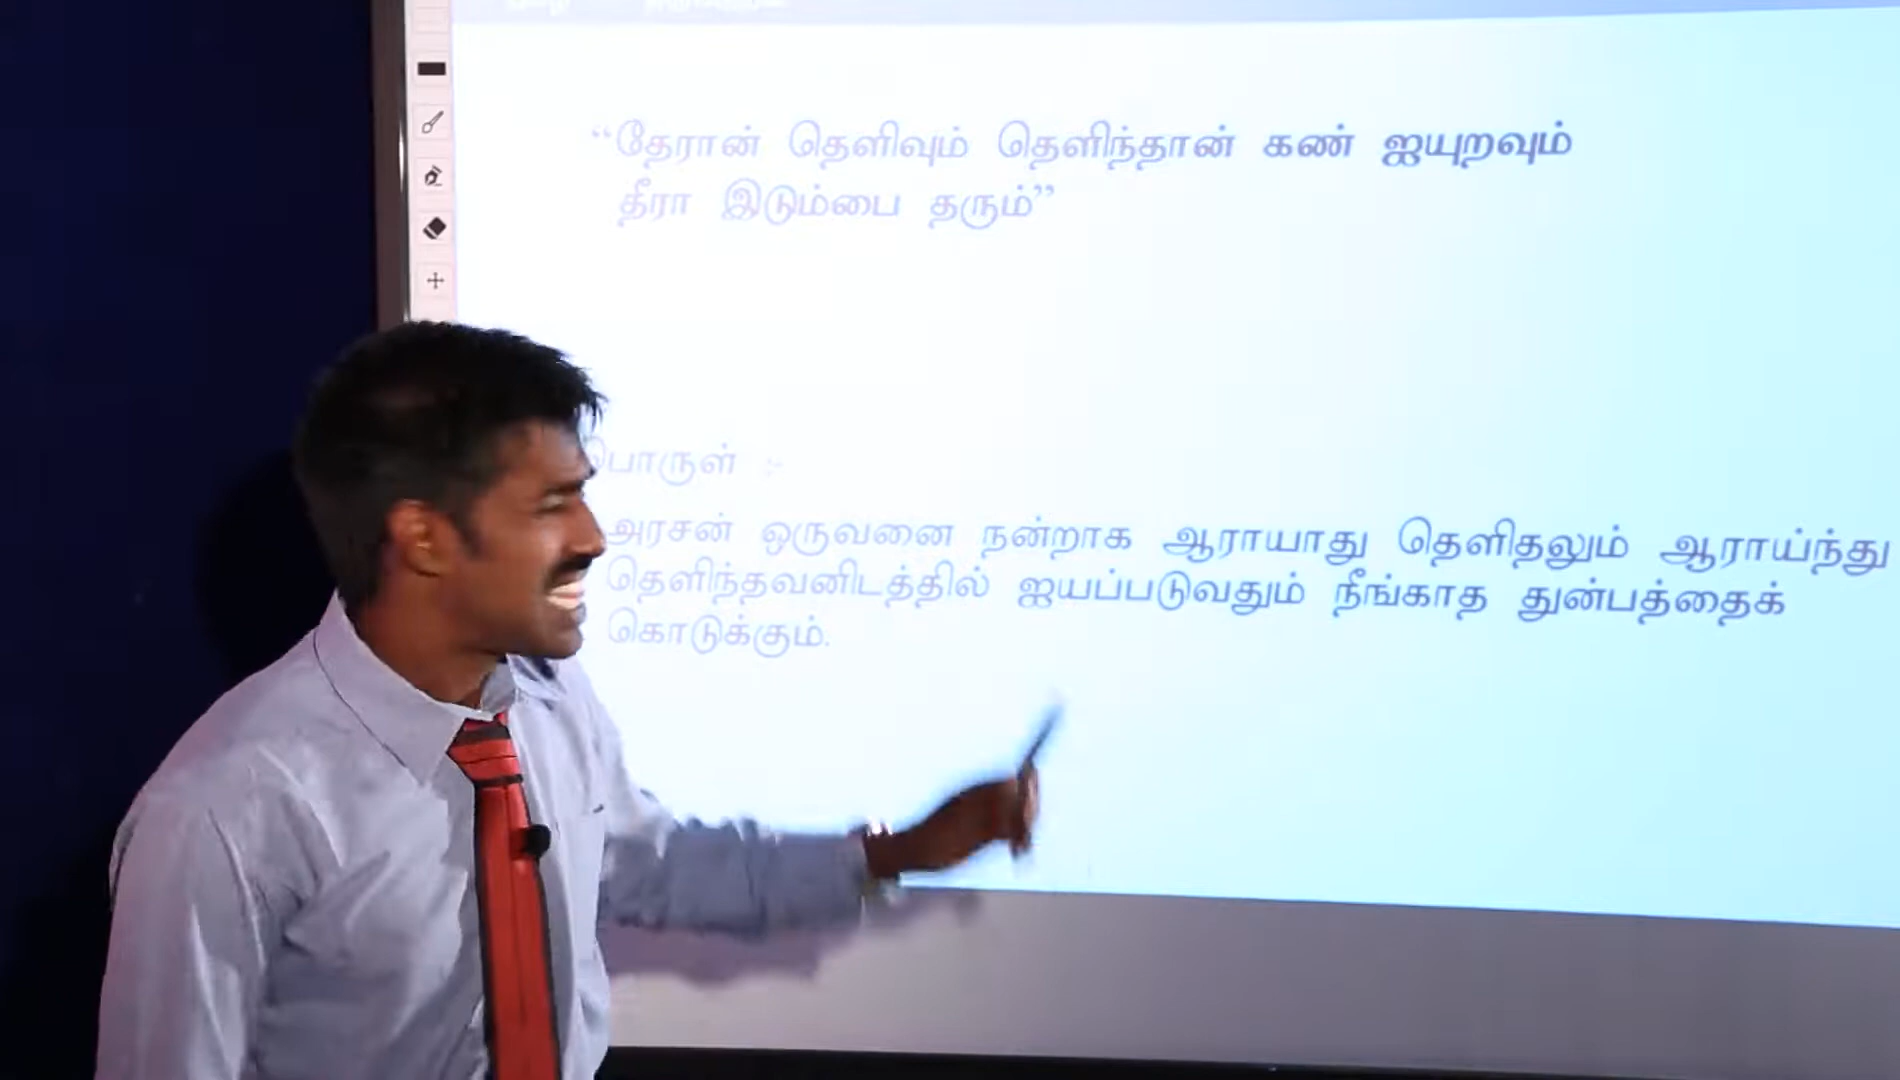 “தேரான் தெளிவும் தெளிந்தான் கண் ஐயுறவும்
தீரா இடும்பை தரும்”
பொருள் :-
அரசன் ஒருவனை நன்றாக ஆராயாது தெளிதலும் ஆராய்ந்து
தெளிந்தவனிடத்தில் ஐயப்படுவதும் நீங்காத துன்பத்தைக்
கொடுக்கும்.